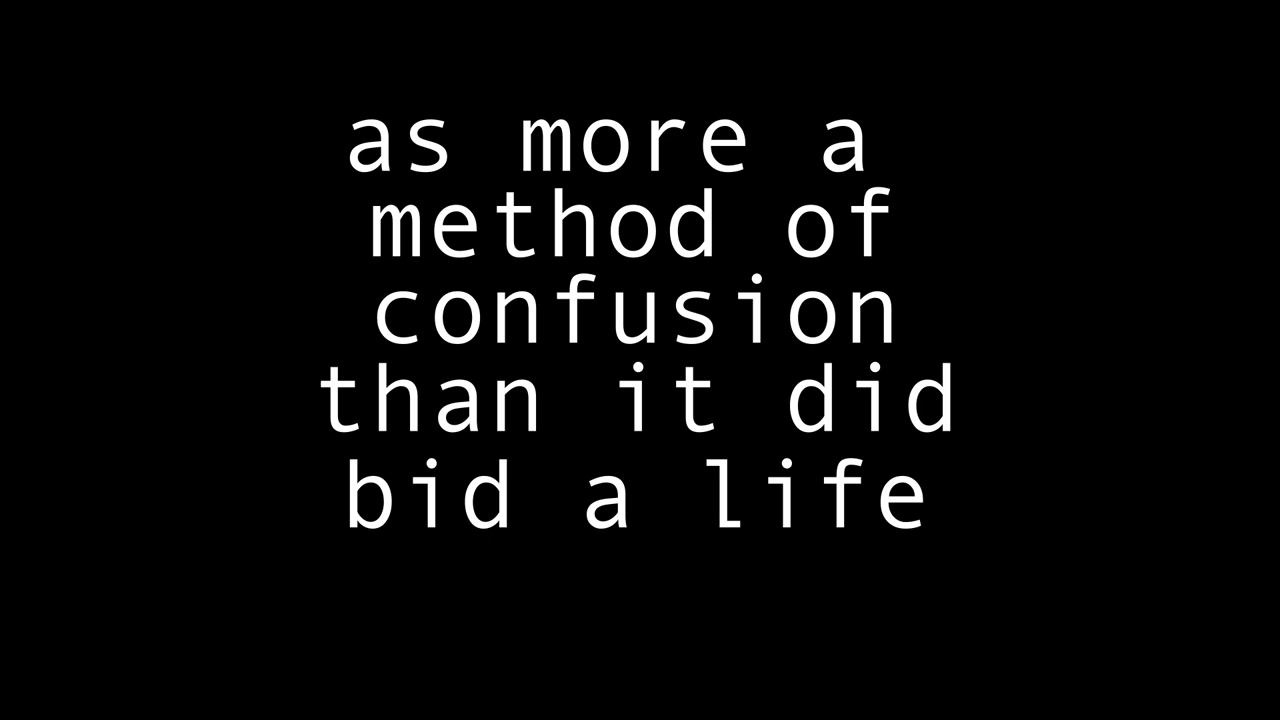 as more a
method of
confusion
than it did
bid a life